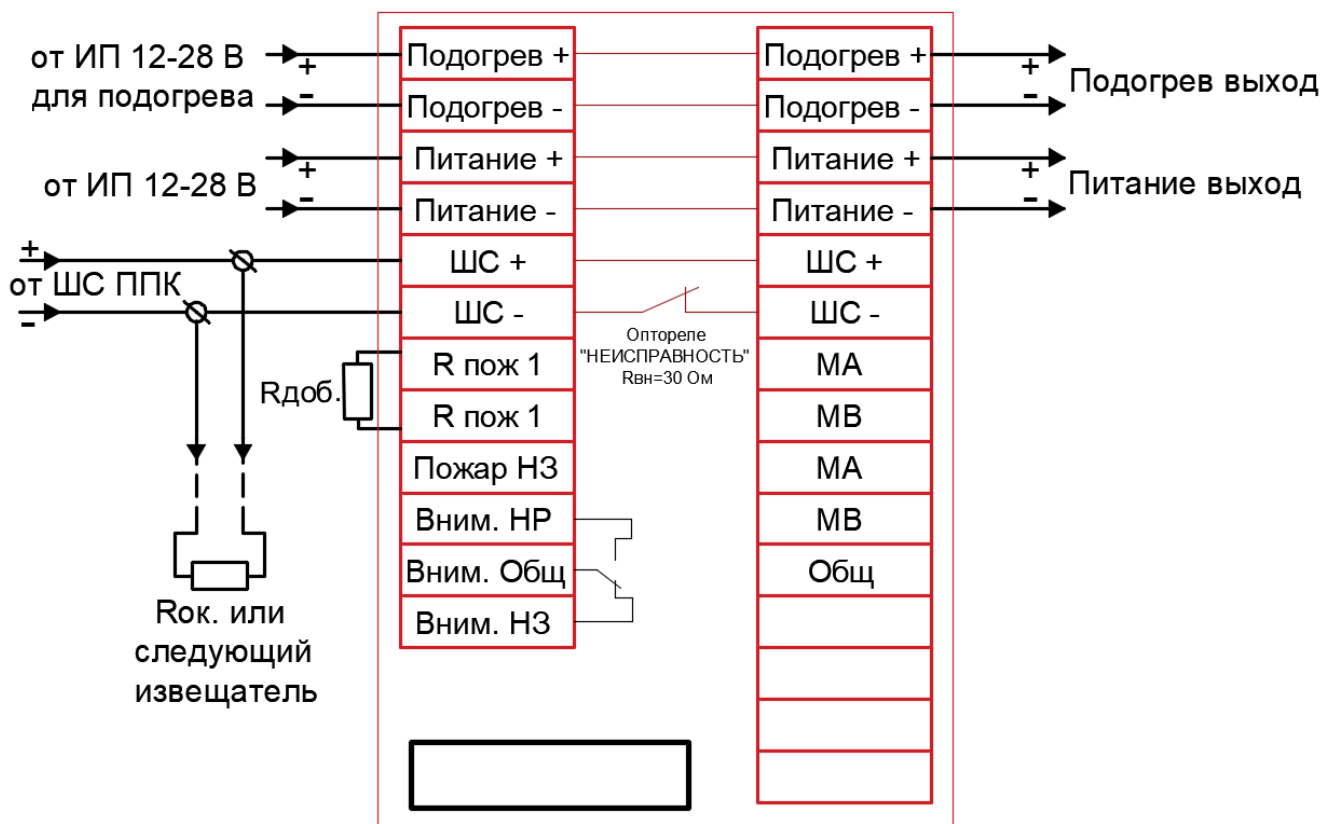 от ИП 12-28 В
для подогрева
+
-
Подогрев +
Подогрев +
+
-
Подогрев выход
Подогрев -
Подогрев -
от ИП 12-28 В
+
-
Питание +
Питание +
+
-
Питание выход
Питание -
Питание -
+
от ШС ППК
-
ШС +
ШС +
ШС -
ШС -
Оптореле
"НЕИСПРАВНОСТЬ"
Rвн=30 Ом
Rдоб.
R пож 1
МА
R пож 1
МВ
Пожар НЗ
МА
Вним. НР
МВ
Вним. Общ
Общ
Вним. НЗ
Rок. или
следующий
извещатель